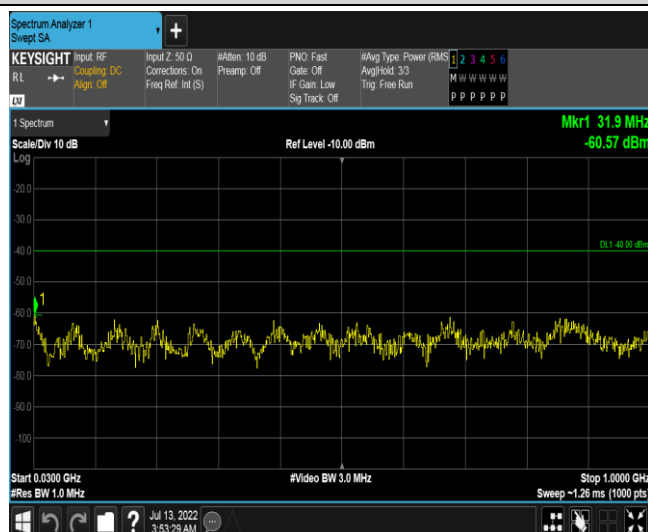 Spectrum Analyzer 1
Swept SA
+
KEYSIGHT
RL
LXI
Input: RF
Coupling: DC
Align: Off
Input Z: 50 Ω
Corrections: On
Freq Ref: Int (S)
#Atten: 10 dB
Preamp: Off
PNO: Fast
Gate: Off
IF Gain: Low
Sig Track: Off
#Avg Type: Power (RMS
Avg|Hold: 3/3
Trig: Free Run
1 2 3 4 5 6
M W W W W W
P P P P P P
1 Spectrum
Mkr1 31.9 MHz
Scale/Div 10 dB
Ref Level -10.00 dBm
-60.57 dBm
Log
-20.0
-30.0
DL1 -40.00 dBm
-40.0
-50.0
1
-60.0
-70.0
-80.0
-90.0
-100
Start 0.0300 GHz
#Video BW 3.0 MHz
Stop 1.0000 GHz
#Res BW 1.0 MHz
Sweep ~1.26 ms (1000 pts)
?
Jul 13, 2022
3:53:29 AM